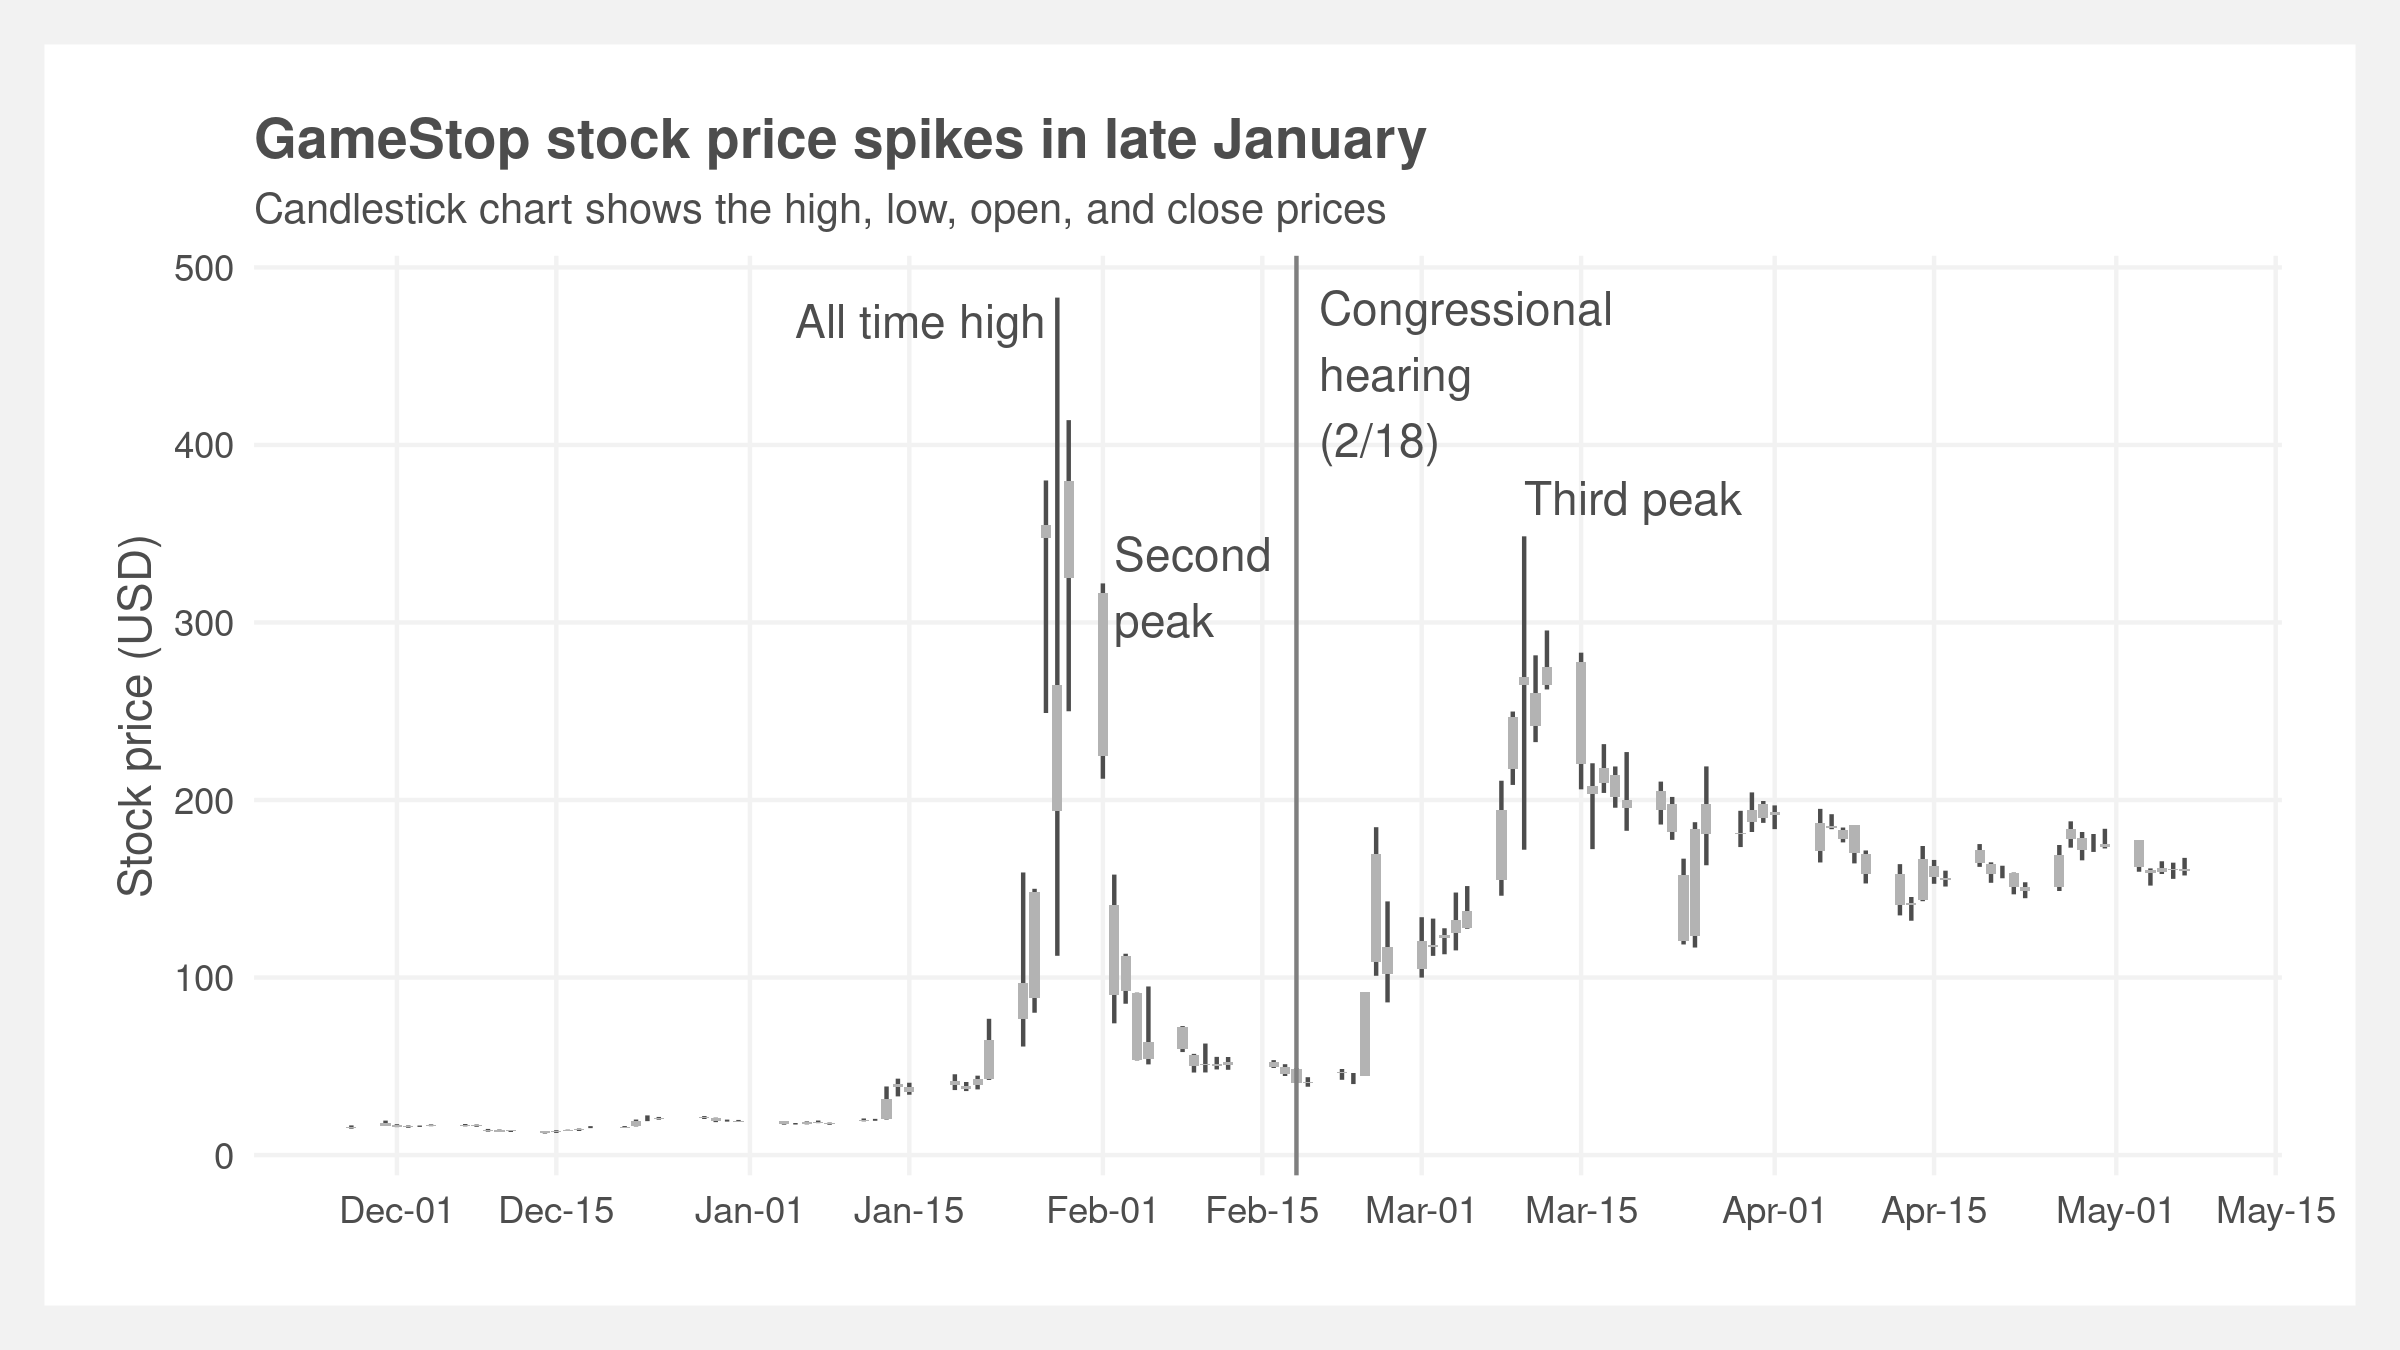 GameStop stock price spikes in late January
Candlestick chart shows the high, low, open, and close prices
Stock price (USD)
500
400
300
200
100
0
All time high
Second
peak
Congressional
hearing
(2/18)
Third peak
Dec-01 Dec-15 Jan-01 Jan-15 Feb-01 Feb-15 Mar-01 Mar-15 Apr-01 Apr-15 May-01 May-15